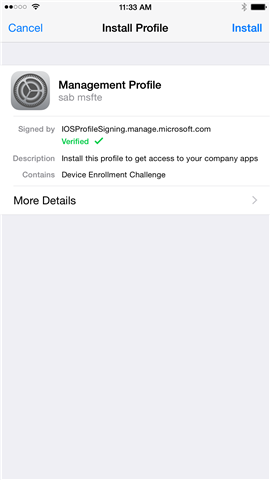 11:33 AM
Cancel Install Profile Install
Management Profile
sab msfte
Signed by IOSProfileSigning.manage.microsoft.com
Verified
Description Install this profile to get access to your company apps
Contains Device Enrollment Challenge
More Details